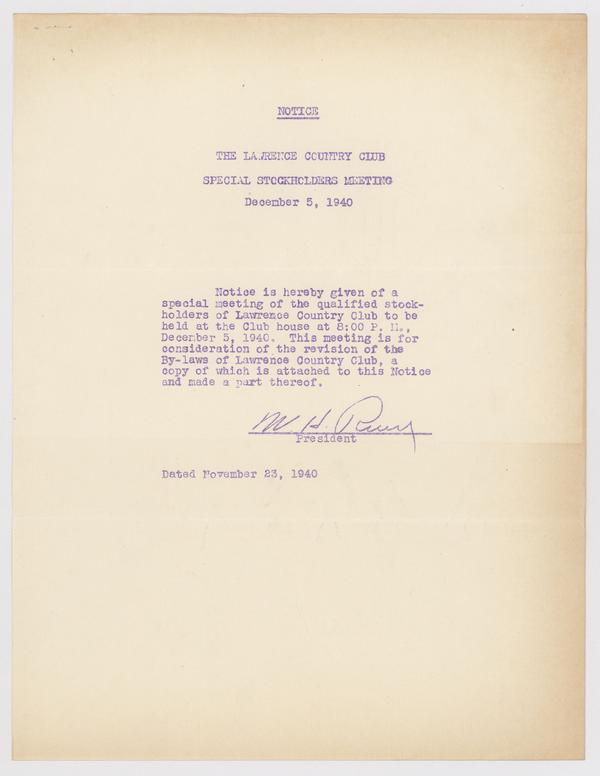 NOTICE
THE LAWRENCE COUNTRY CLUB
SPECIAL STOCKHOLDERS MEETING
December 5, 1940
Notice is hereby given of a
special meeting of the qualified stock-
holders of Lawrence Country Club to be
held at the Club house at 8:00 P. M.,
December 5, 1940. This meeting is for
consideration of the revision of the
By-laws of Lawrence Country Club, a
copy of which is attached to this Notice
and made a part thereof.
W. H.
President
Dated November 23, 1940